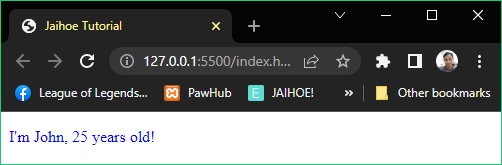 Jaihoe Tutorial
127.0.0.1:5500/index.h...
League of Legends... PawHub JAIHOE! » Other bookmarks
I'm John, 25 years old!